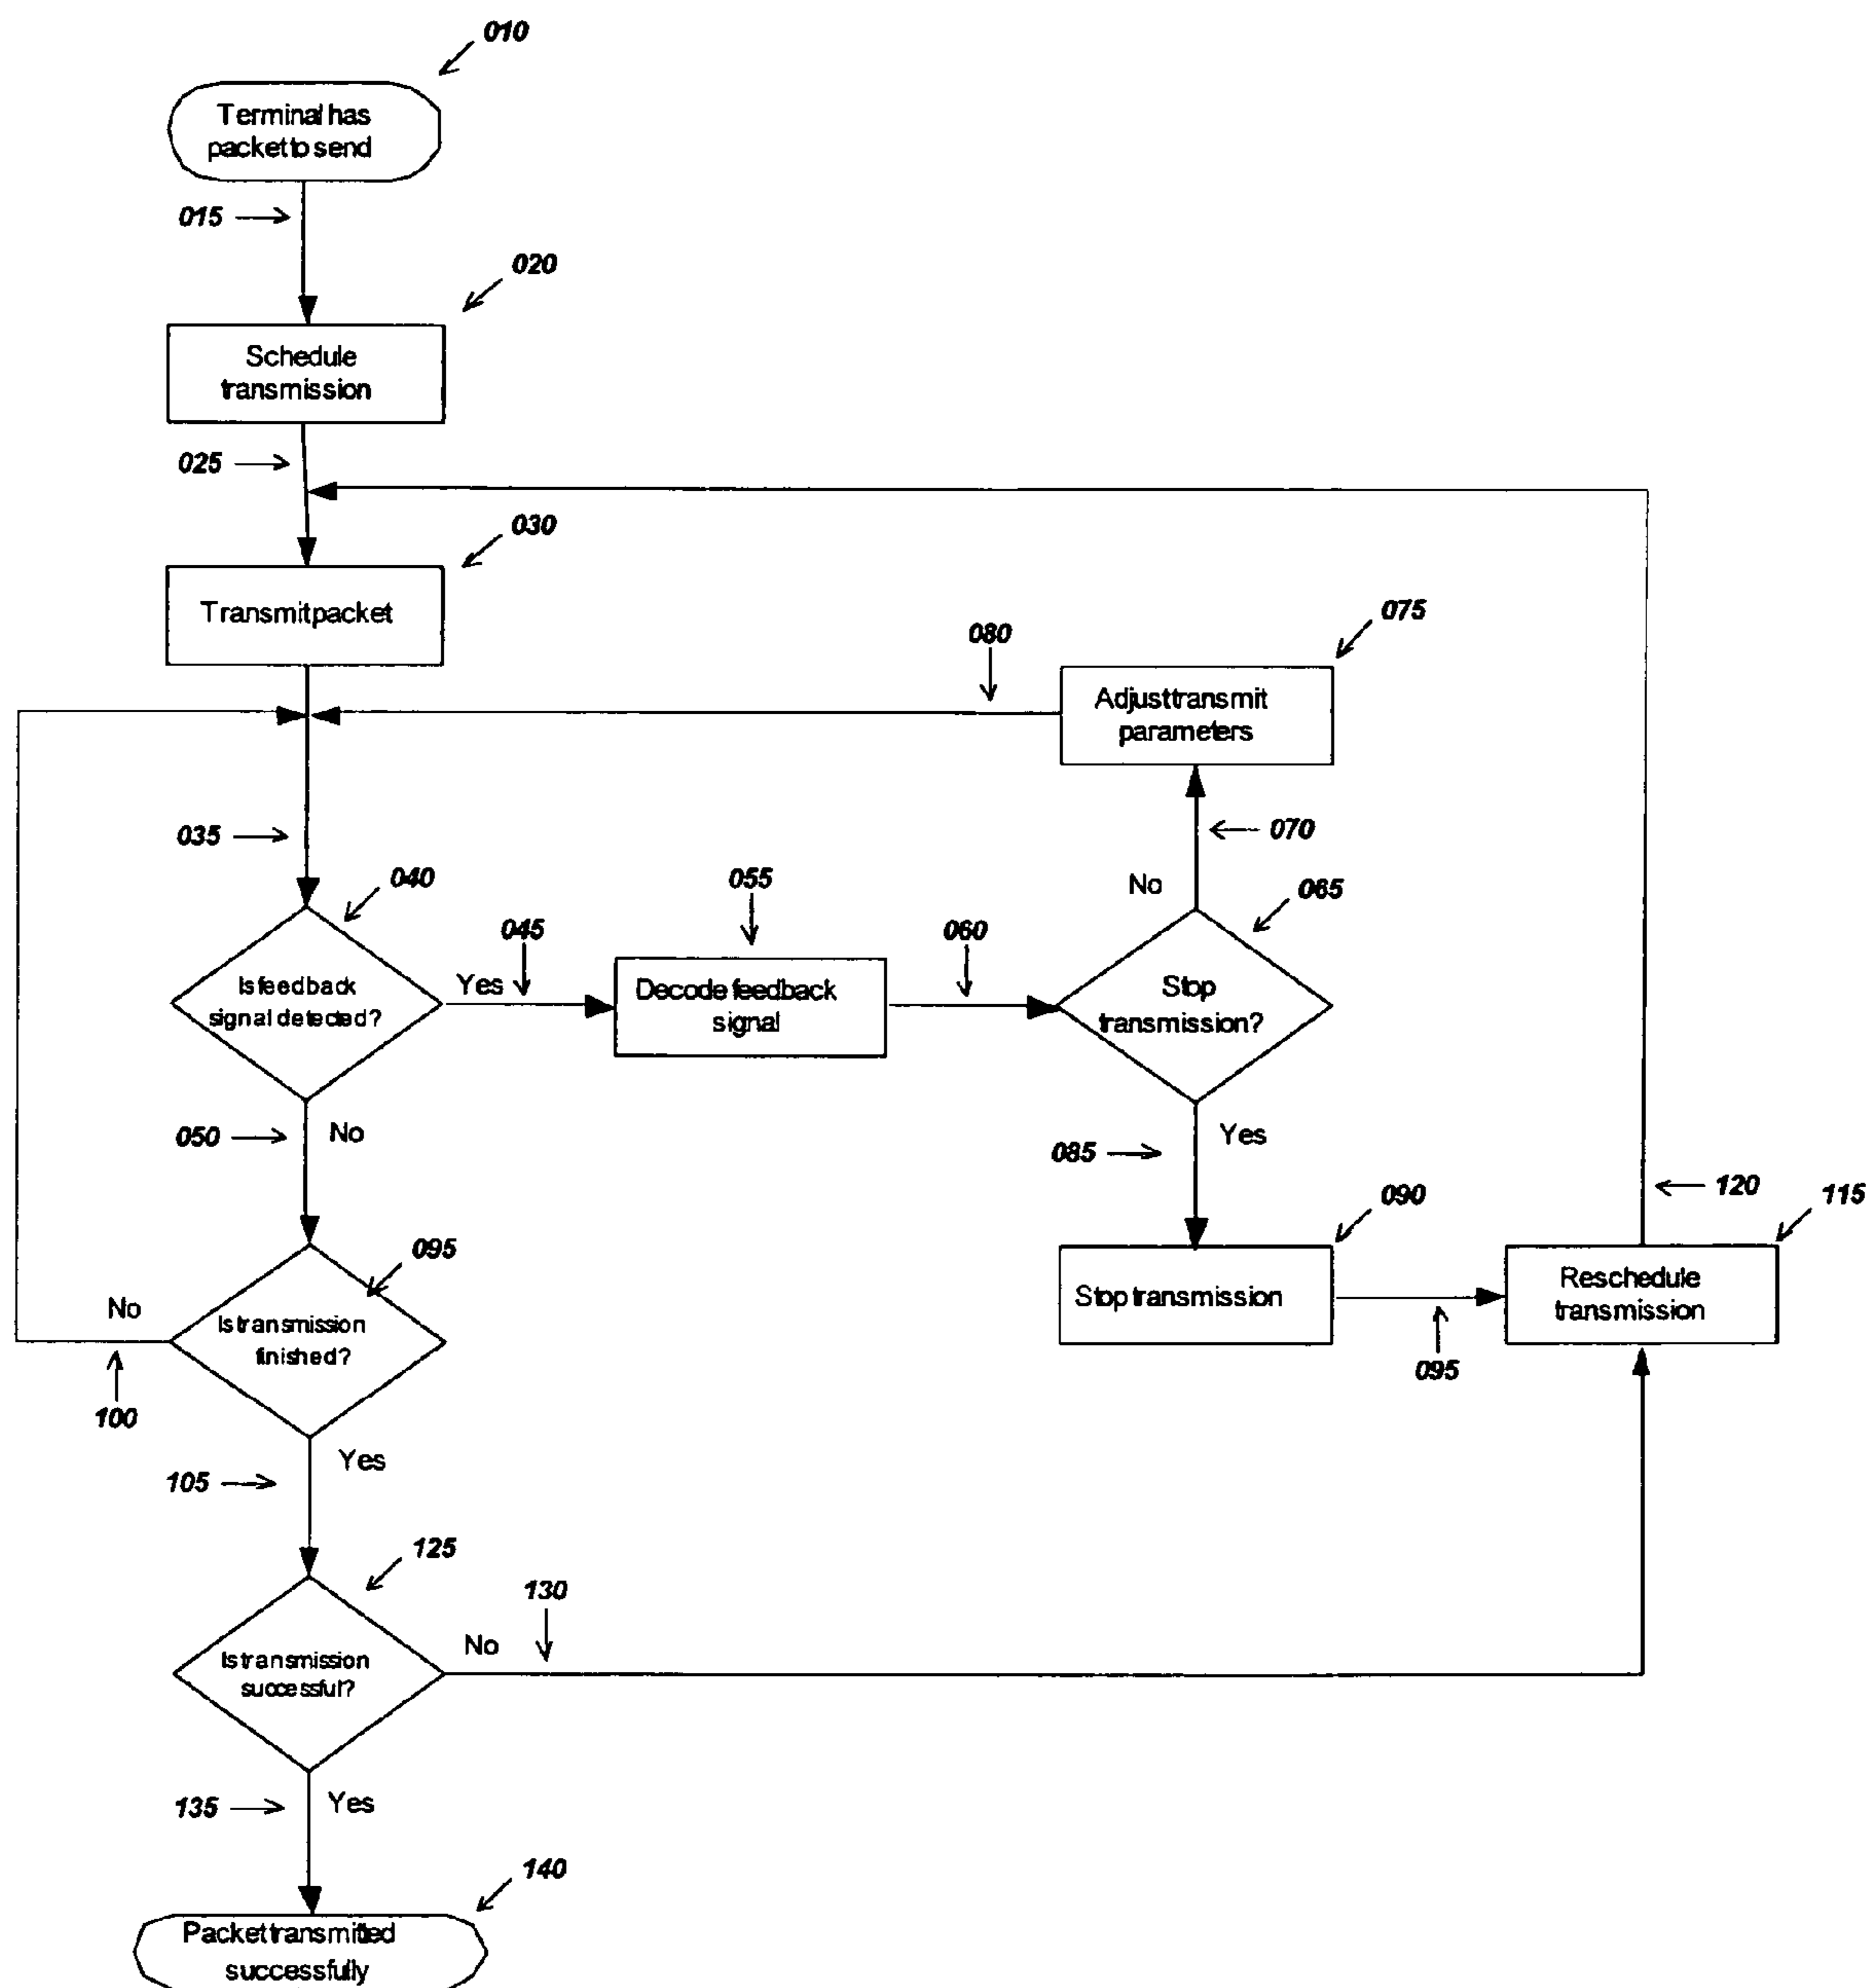 010
Terminal has
packet to send
015
020
Schedule
transmission
025
030
Transmit packet
075
080
Adjust transmit
parameters
035
070
040
055
No
065
045
060
Is feedback
signal detected?
Yes
Decode feedback
signal
Stop
transmission?
050
No
085
Yes
120
115
090
095
No
Is transmission
finished?
Stop transmission
Reschedule
transmission
095
100
Yes
105
125
130
No
Is transmission
successful?
135
Yes
140
Packet transmitted
successfully